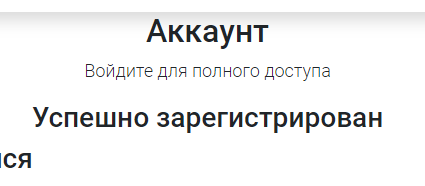 Аккаунт
Войдите для полного доступа
Успешно зарегистрирован
ся